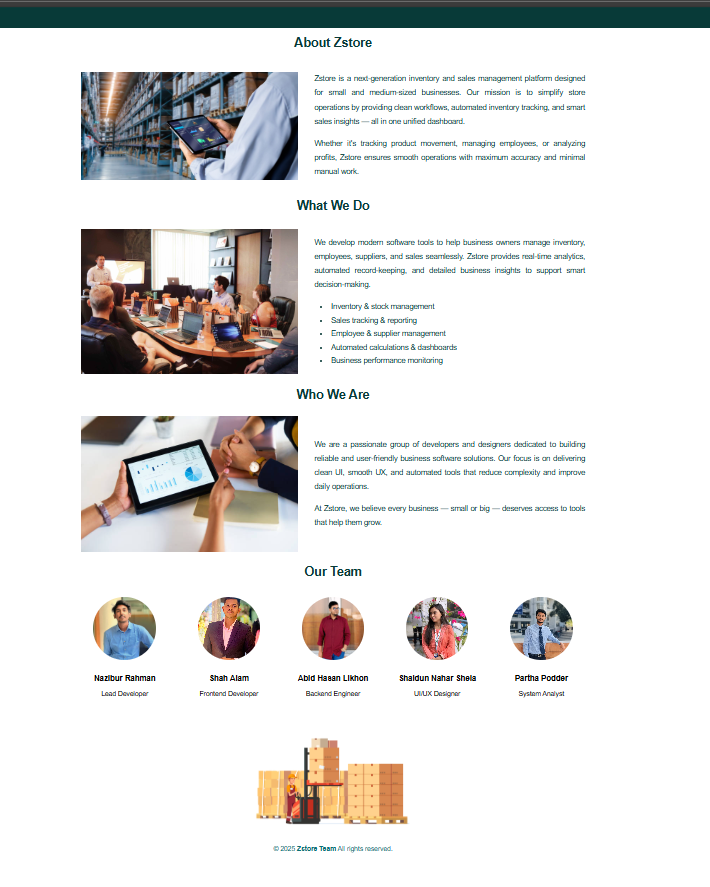 About Zstore
Zstore is a next-generation inventory and sales management platform designed
for small and medium-sized businesses. Our mission is to simplify store
operations by providing clean workflows, automated inventory tracking, and smart
sales insights — all in one unified dashboard.
Whether it's tracking product movement, managing employees, or analyzing
profits, Zstore ensures smooth operations with maximum accuracy and minimal
manual work.
What We Do
We develop modern software tools to help business owners manage inventory,
employees, suppliers, and sales seamlessly. Zstore provides real-time analytics,
automated record-keeping, and detailed business insights to support smart
decision-making.
• Inventory & stock management
• Sales tracking & reporting
• Employee & supplier management
• Automated calculations & dashboards
• Business performance monitoring
Who We Are
We are a passionate group of developers and designers dedicated to building
reliable and user-friendly business software solutions. Our focus is on delivering
clean UI, smooth UX, and automated tools that reduce complexity and improve
daily operations.
At Zstore, we believe every business — small or big — deserves access to tools
that help them grow.
Our Team
Nazibur Rahman
Shah Alam
Abid Hasan Likhon
Shaidun Nahar Shela
Partha Podder
Lead Developer
Frontend Developer
Backend Engineer
UI/UX Designer
System Analyst
© 2025 Zstore Team All rights reserved.